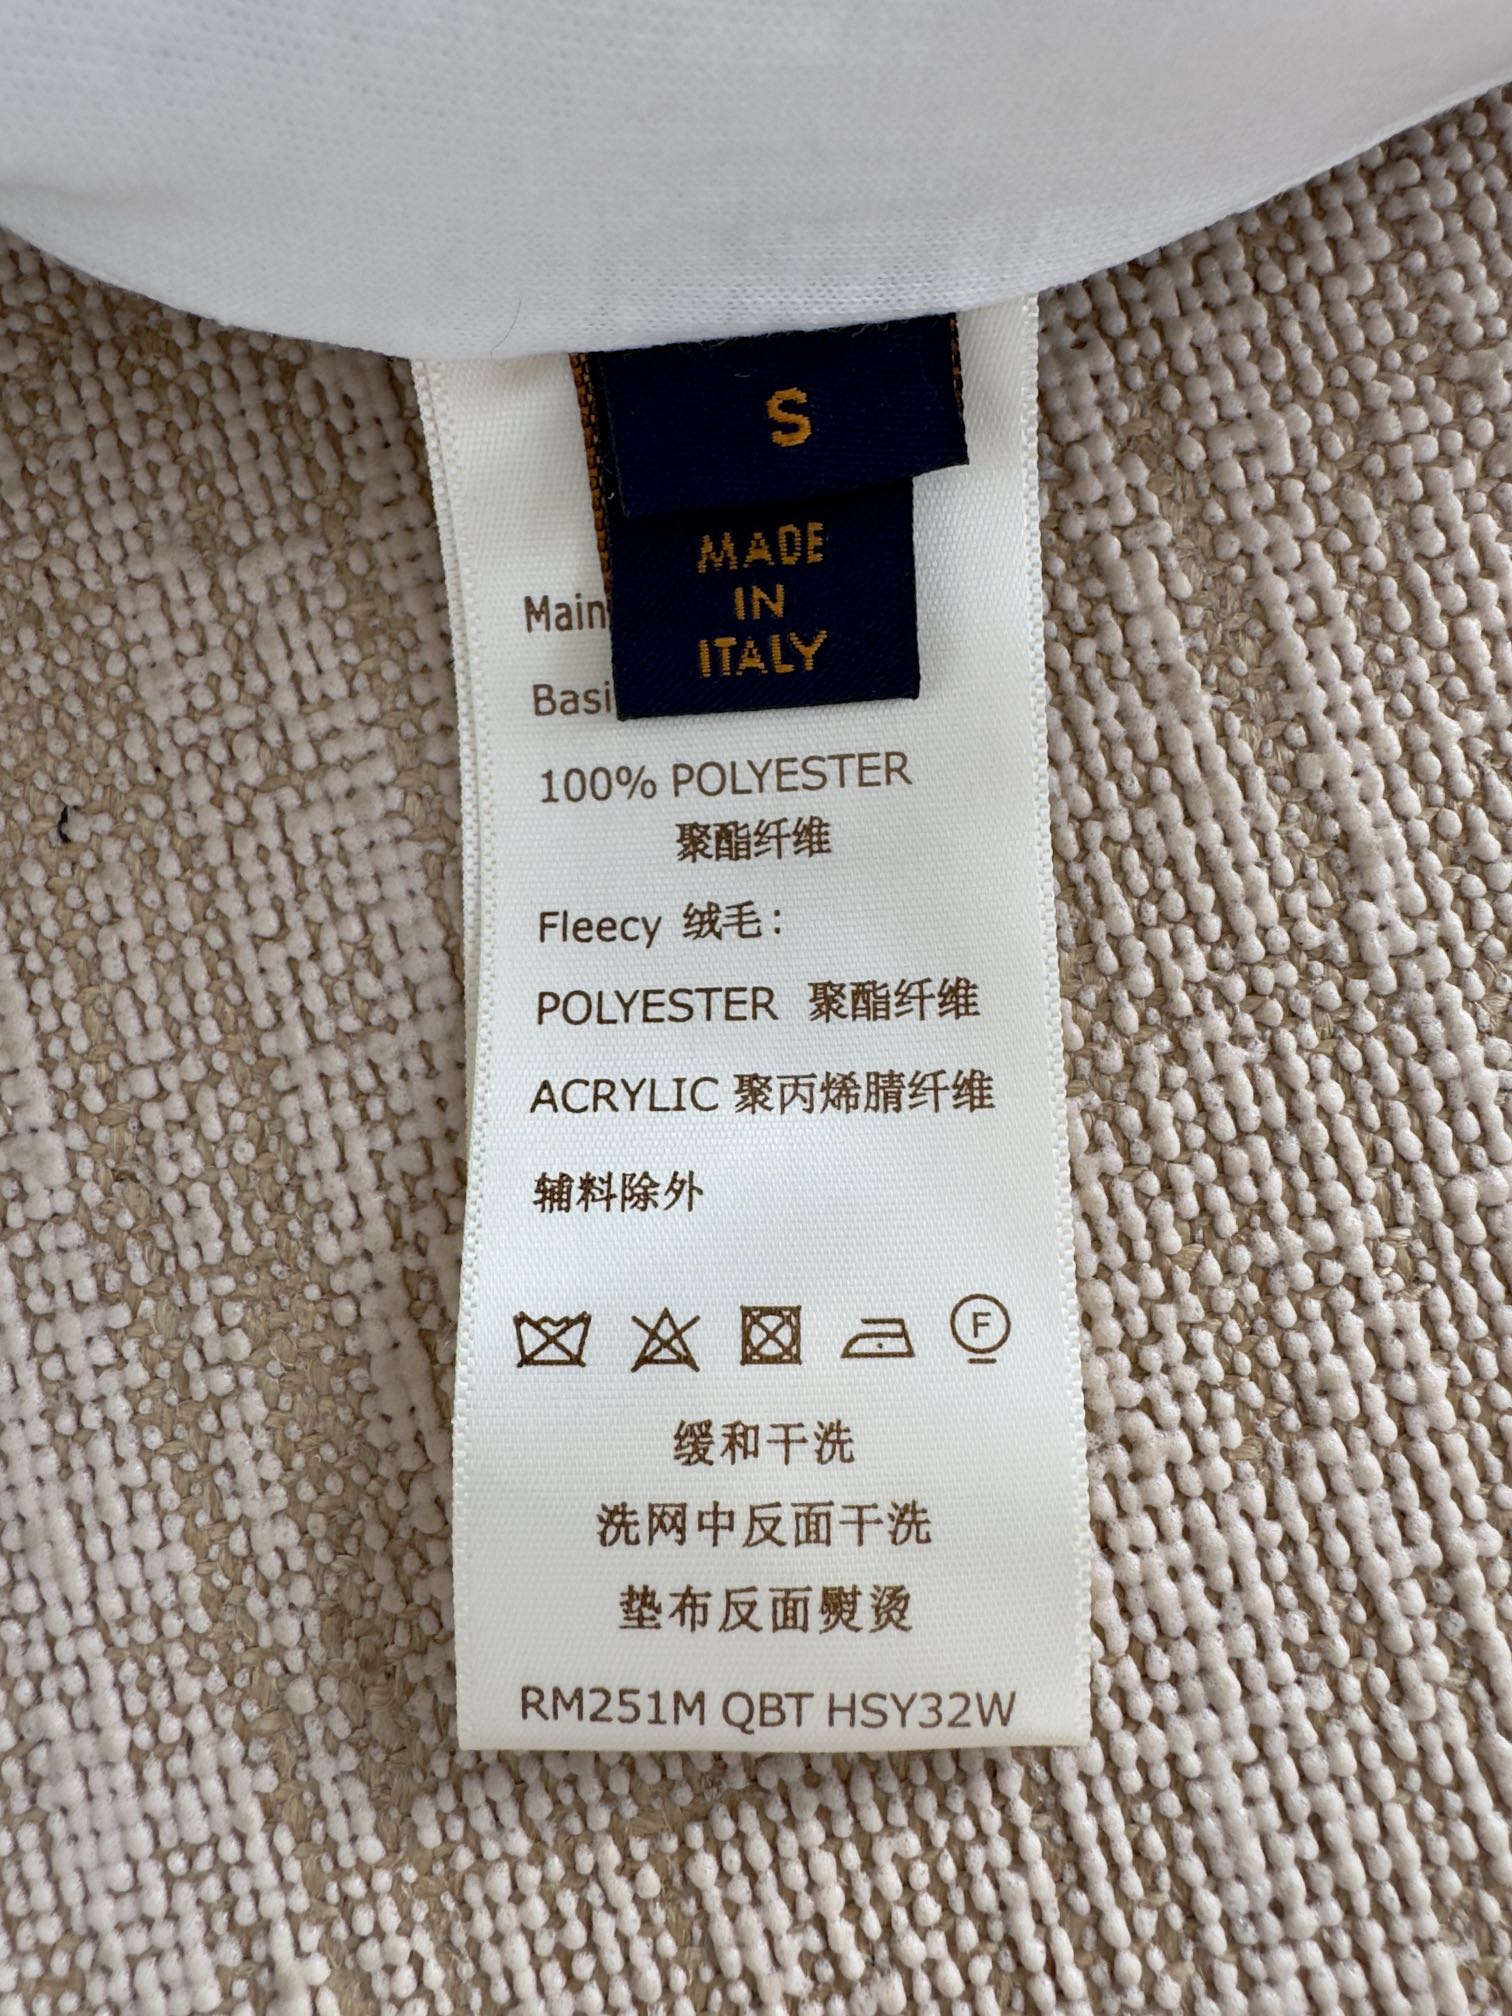 S
MADE
IN
ITALY
Main
Basi
100% POLYESTER
聚酯纤维
Fleecy 绒毛:
POLYESTER 聚酯纤维
ACRYLIC 聚丙烯腈纤维
辅料除外
F
缓和干洗
洗网中反面干洗
垫布反面熨烫
RM251M QBT HSY32W